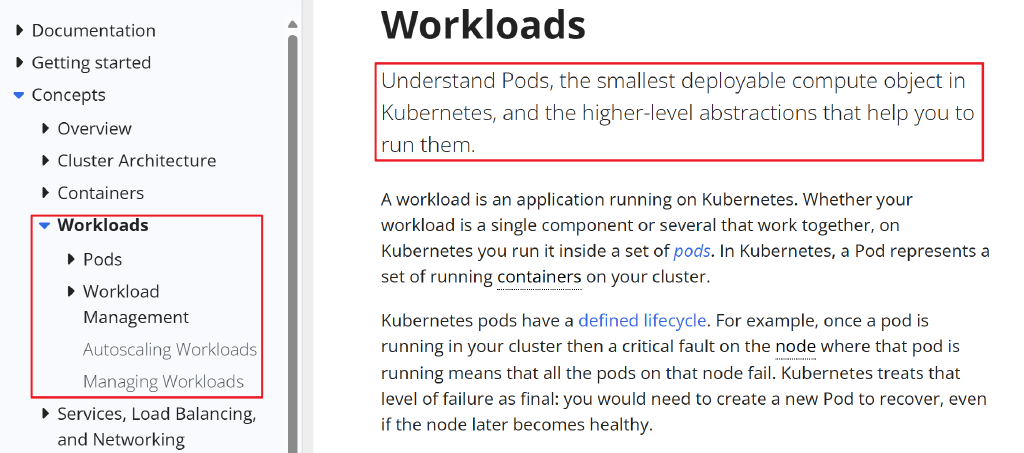 Documentation
Getting started
Concepts
Overview
Cluster Architecture
Containers
Workloads
Pods
Workload
Management
Autoscaling Workloads
Managing Workloads
Services, Load Balancing,
and Networking
Workloads
Understand Pods, the smallest deployable compute object in
Kubernetes, and the higher-level abstractions that help you to
run them.
A workload is an application running on Kubernetes. Whether your
workload is a single component or several that work together, on
Kubernetes you run it inside a set of pods. In Kubernetes, a Pod represents a
set of running containers on your cluster.
Kubernetes pods have a defined lifecycle. For example, once a pod is
running in your cluster then a critical fault on the node where that pod is
running means that all the pods on that node fail. Kubernetes treats that
level of failure as final: you would need to create a new Pod to recover, even
if the node later becomes healthy.